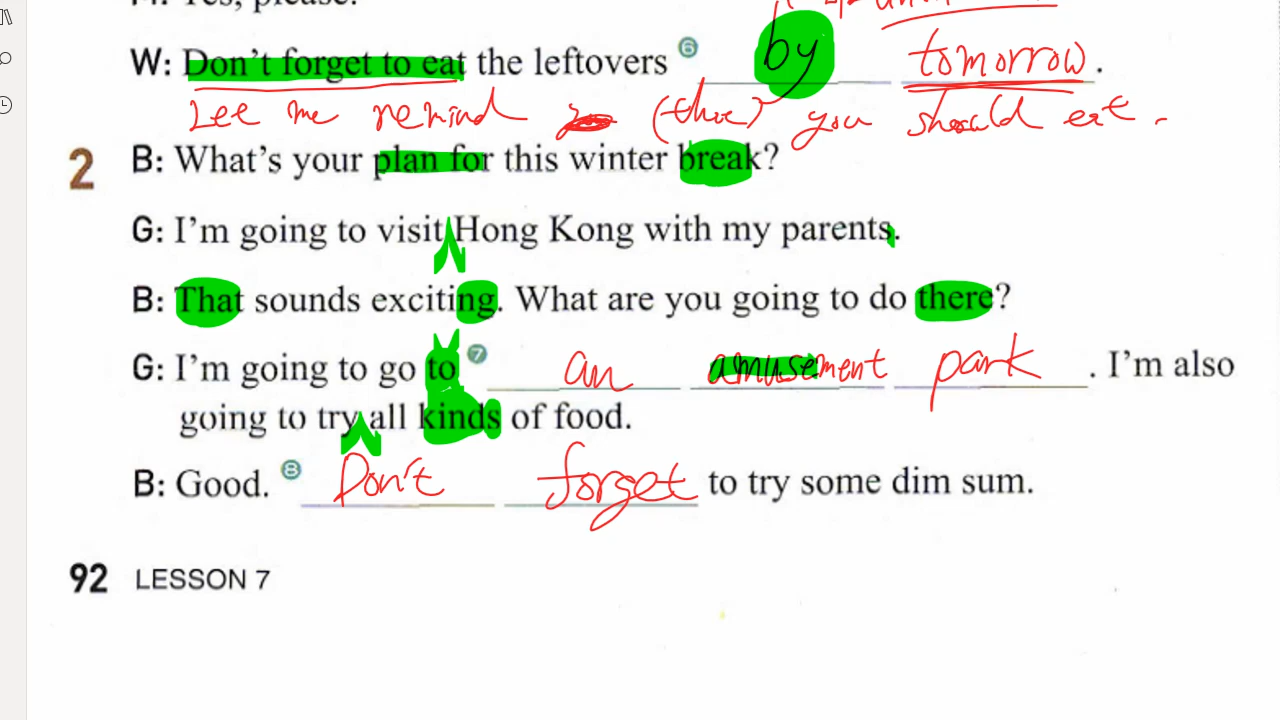 M: Yes, please.
W: Don't forget to eat the leftovers ⑥ by tomorrow.
Let me remind (that) you should eat.
2 B: What's your plan for this winter break?
G: I'm going to visit Hong Kong with my parents.
B: That sounds exciting. What are you going to do there?
G: I'm going to go to ⑦ an amusement park. I'm also
going to try all kinds of food.
B: Good. ⑧ Don't forget to try some dim sum.
92 LESSON 7